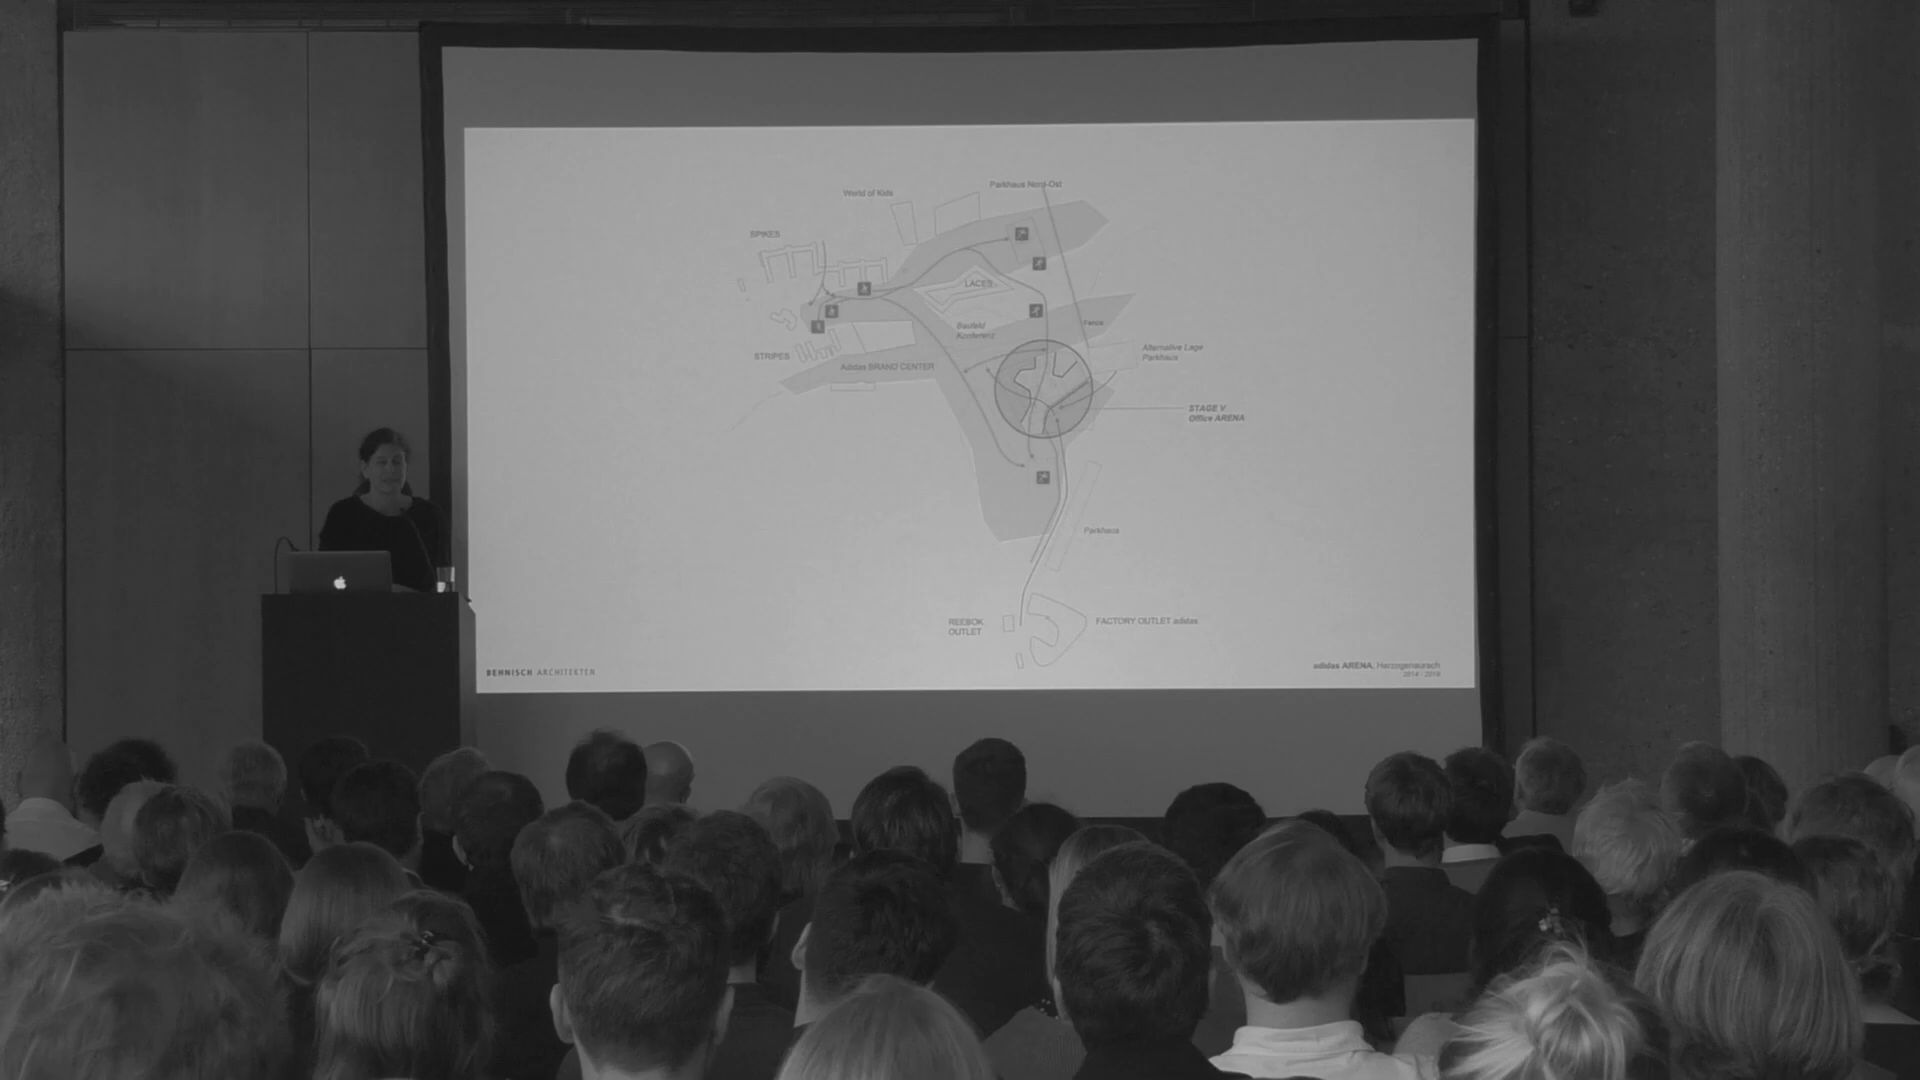 World of Kids
Parkhaus Nord-Ost
SPIKES
LACES
Baufeld
Konferenz
Fence
Alternative Lage
Parkhaus
STRIPES
Adidas BRAND CENTER
STAGE V
Office ARENA
Parkhaus
REEBOK
OUTLET
FACTORY OUTLET adidas
BEHNISCH ARCHITEKTEN
adidas ARENA, Herzogenaurach
2014 / 2019